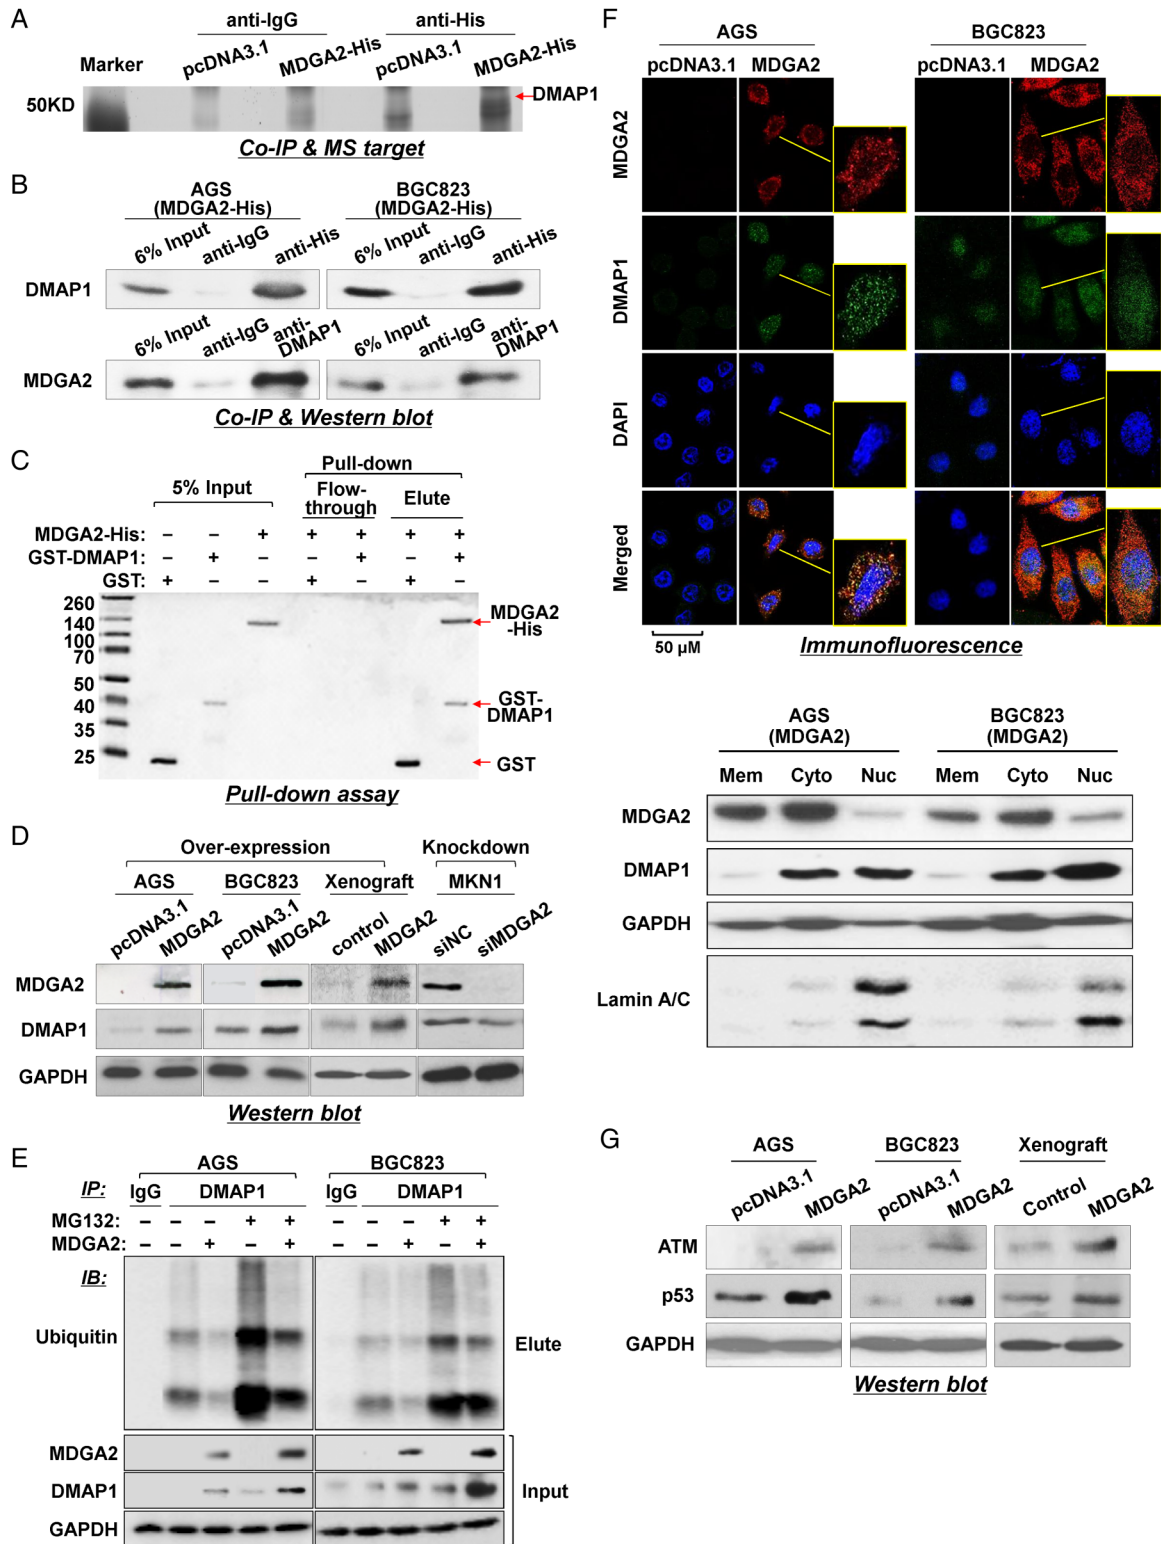 A
anti-IgG
anti-His
Marker
pcDNA3.1
MDGA2-His
pcDNA3.1
MDGA2-His
50KD
DMAP1
Co-IP & MS target
B
AGS
(MDGA2-His)
BGC823
(MDGA2-His)
6% Input
anti-IgG
anti-His
6% Input
anti-IgG
anti-His
DMAP1
6% Input
anti-IgG
anti-
DMAP1
6% Input
anti-IgG
anti-
DMAP1
MDGA2
Co-IP & Western blot
C
Pull-down
5% Input
Flow-
through
Elute
MDGA2-His: – – + + + + +
GST-DMAP1: – + – – + – +
GST: + – – + – + –
260
140
100
70
50
40
35
25
MDGA2
-His
GST-
DMAP1
GST
Pull-down assay
D
Over-expression
Knockdown
AGS
BGC823
Xenograft
MKN1
pcDNA3.1
MDGA2
pcDNA3.1
MDGA2
control
MDGA2
siNC
siMDGA2
MDGA2
DMAP1
GAPDH
Western blot
E
AGS
BGC823
IP: IgG DMAP1 IgG DMAP1
MG132: – – – + + – – – + +
MDGA2: – – + – + – – + – +
IB:
Ubiquitin
Elute
MDGA2
DMAP1
Input
GAPDH
F
AGS
BGC823
pcDNA3.1 MDGA2
pcDNA3.1 MDGA2
MDGA2
DMAP1
DAPI
Merged
50 µM
Immunofluorescence
AGS
(MDGA2)
BGC823
(MDGA2)
Mem Cyto Nuc Mem Cyto Nuc
MDGA2
DMAP1
GAPDH
Lamin A/C
G
AGS
BGC823
Xenograft
pcDNA3.1
MDGA2
pcDNA3.1
MDGA2
Control
MDGA2
ATM
p53
GAPDH
Western blot